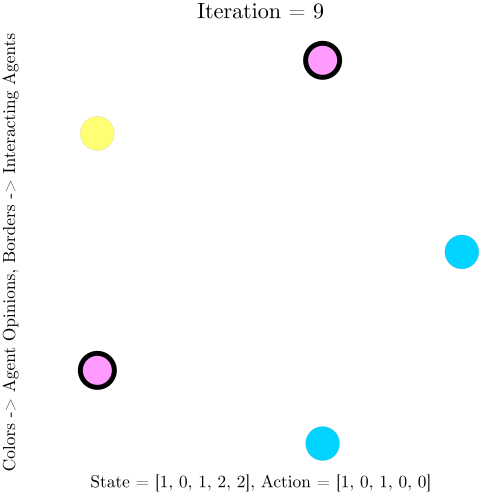 Iteration = 9
Colors -> Agent Opinions, Borders -> Interacting Agents
State = [1, 0, 1, 2, 2], Action = [1, 0, 1, 0, 0]